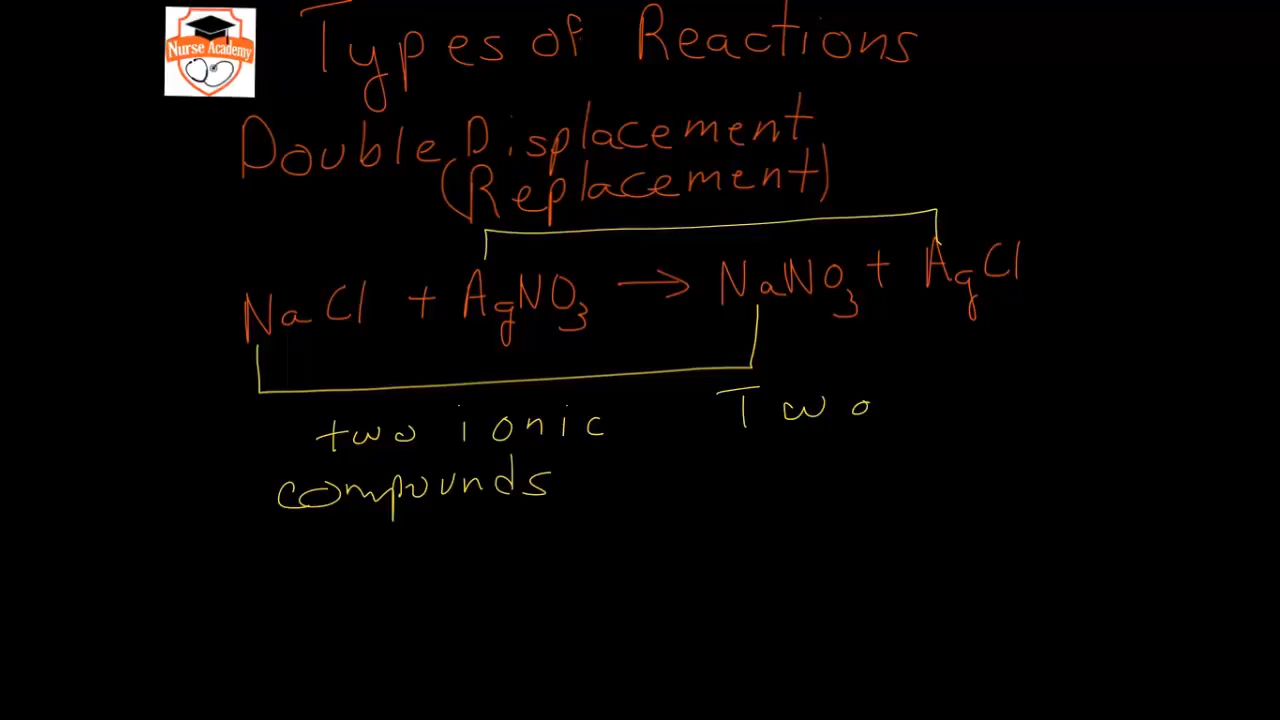 Nurse Academy
Types of Reactions
Double Displacement
(Replacement)
NaCl + AgNO₃ → NaNO₃ + AgCl
two ionic
compounds
Two